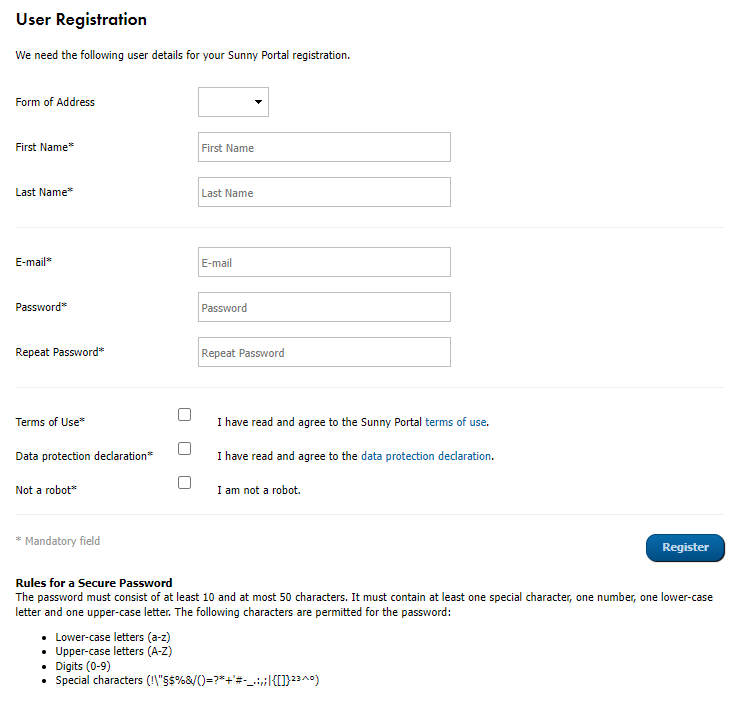 User Registration
We need the following user details for your Sunny Portal registration.
Form of Address
First Name* First Name
Last Name* Last Name
E-mail* E-mail
Password* Password
Repeat Password* Repeat Password
Terms of Use* I have read and agree to the Sunny Portal terms of use.
Data protection declaration* I have read and agree to the data protection declaration.
Not a robot* I am not a robot.
* Mandatory field Register
Rules for a Secure Password
The password must consist of at least 10 and at most 50 characters. It must contain at least one special character, one number, one lower-case
letter and one upper-case letter. The following characters are permitted for the password:
• Lower-case letters (a-z)
• Upper-case letters (A-Z)
• Digits (0-9)
• Special characters (!\"§$%&/()=?*+'#-_.:,;|{[]}²³^°)